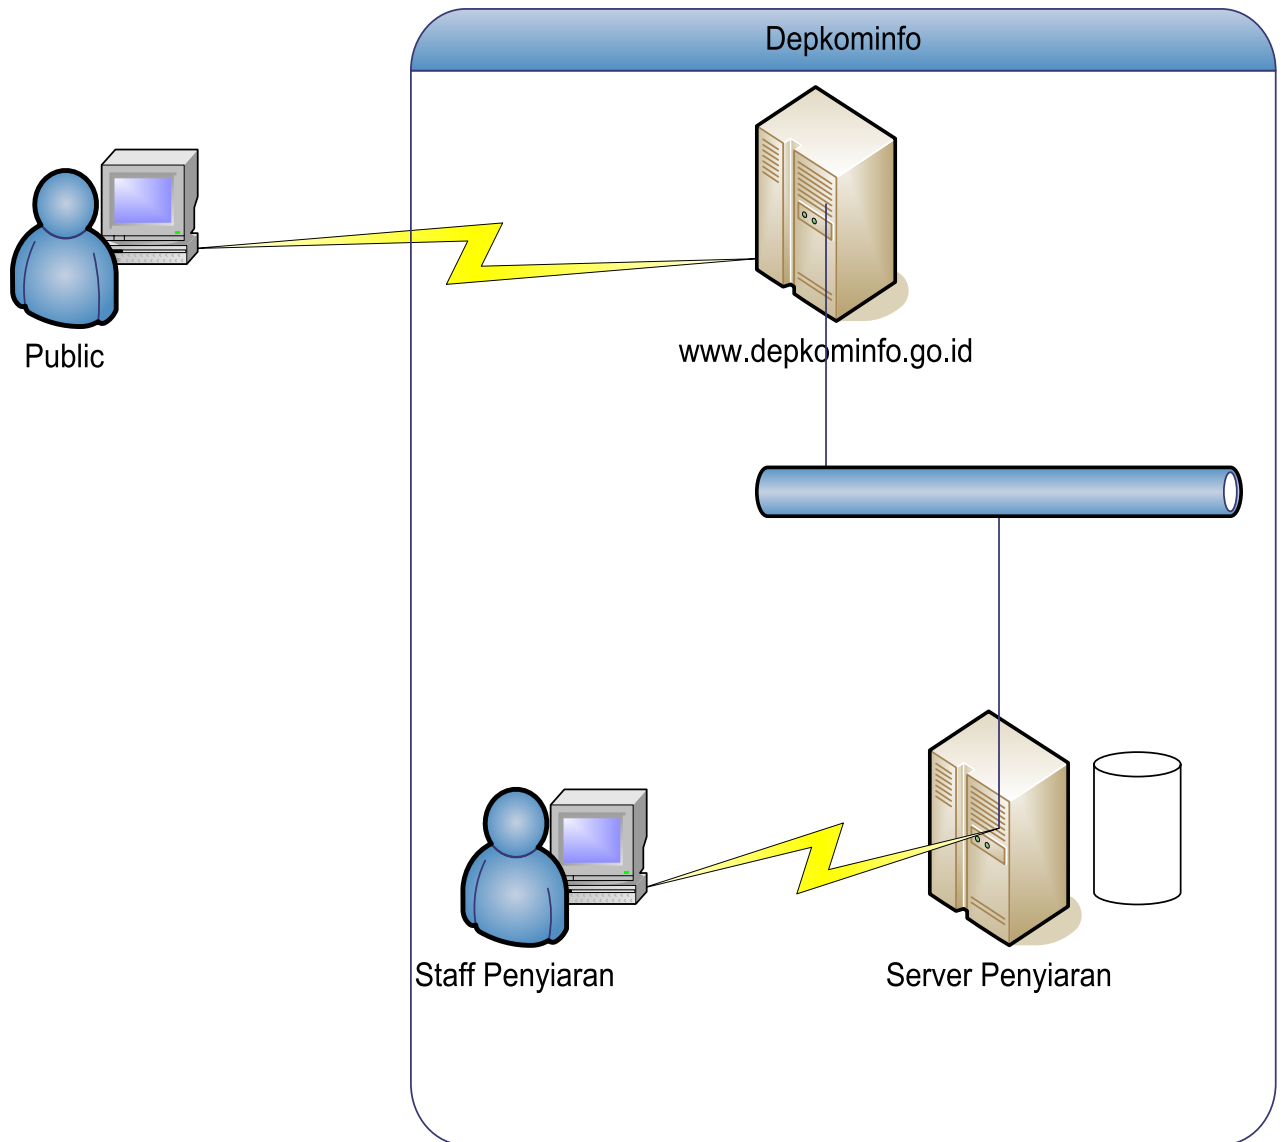 Depkominfo
Public
www.depkominfo.go.id
Staff Penyiaran
Server Penyiaran